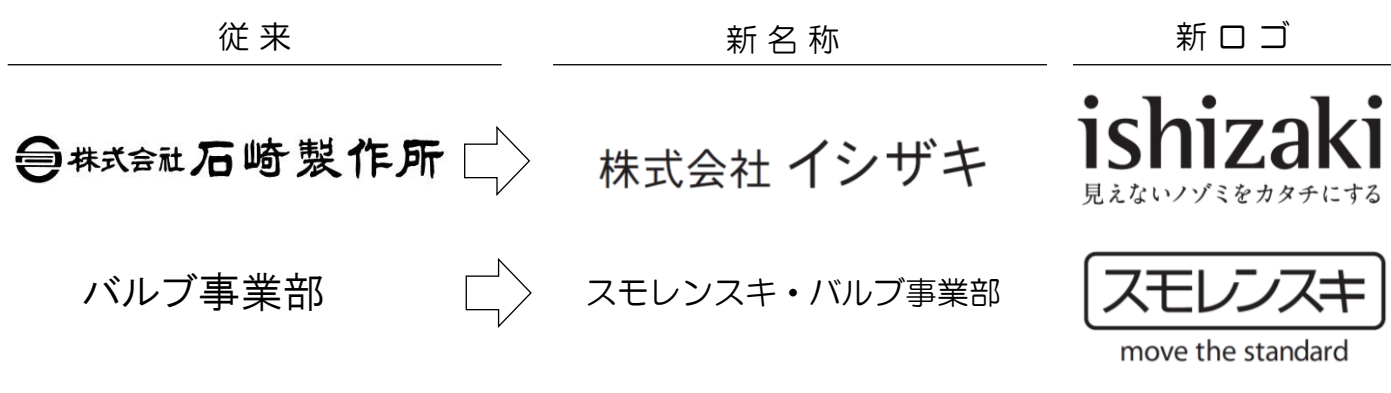 従来 新名称 新ロゴ
株式会社 石崎製作所 株式会社 イシザキ ishizaki
見えないノゾミをカタチにする
バルブ事業部 スモレンスキ・バルブ事業部 スモレンスキ
move the standard